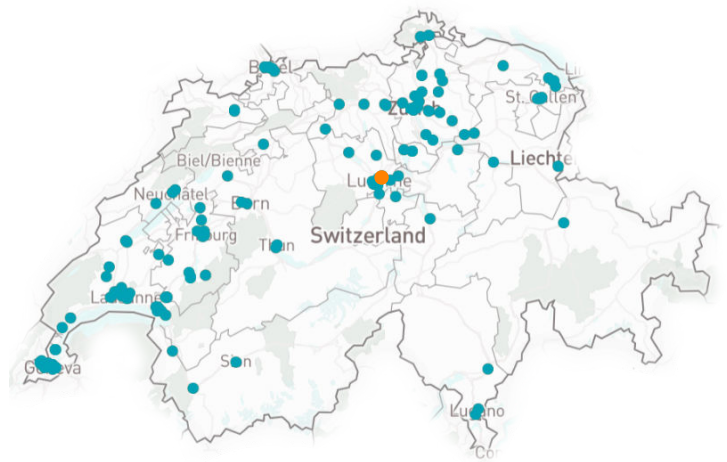 Basel
Zürich
St. Gallen
Liechte
Biel/Bienne
Neuchâtel
Lucerne
Bern
Fribourg
Thun
Switzerland
Lausanne
Sion
Geneva
Lugano